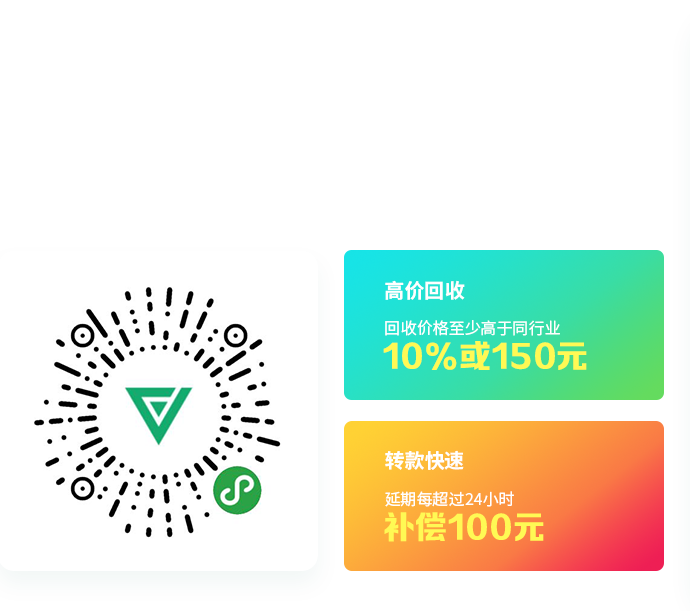 高价回收
回收价格至少高于同行业
10%或150元
转款快速
延期每超过24小时
补偿100元